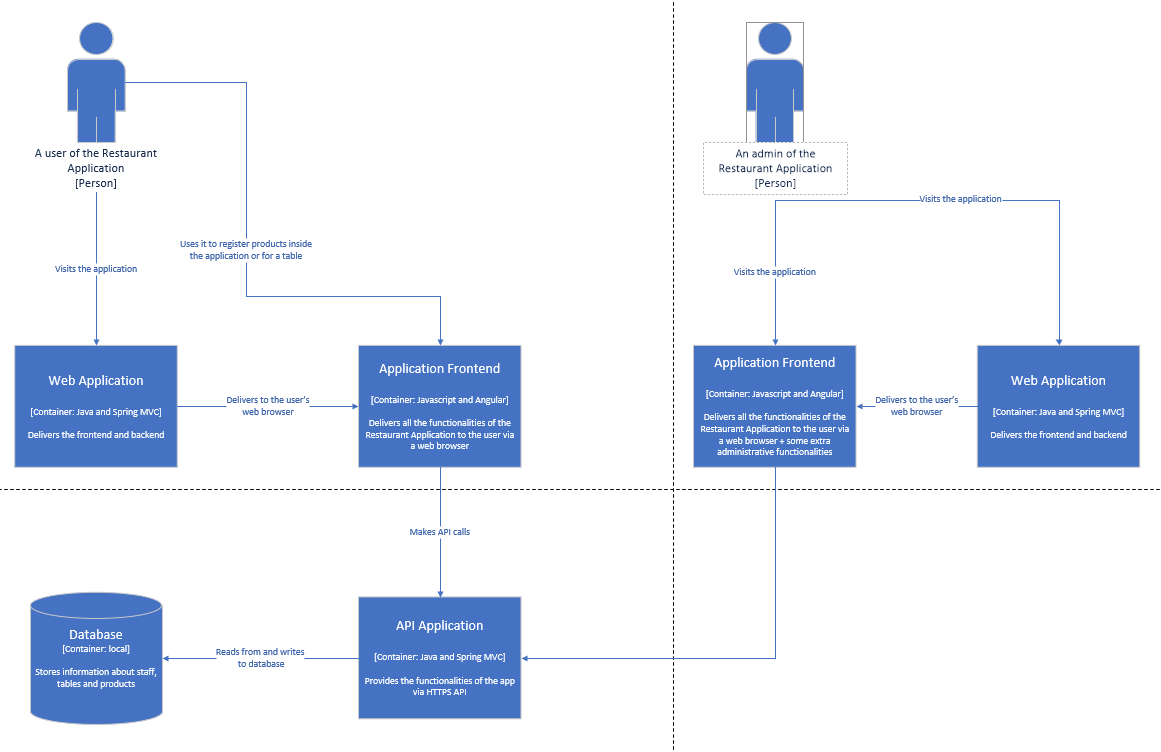 A user of the Restaurant
Application
[Person]
An admin of the
Restaurant Application
[Person]
Visits the application
Uses it to register products inside
the application or for a table
Visits the application
Visits the application
Web Application
[Container: Java and Spring MVC]
Delivers the frontend and backend
Delivers to the user's
web browser
Application Frontend
[Container: Javascript and Angular]
Delivers all the functionalities of the
Restaurant Application to the user via
a web browser
Application Frontend
[Container: Javascript and Angular]
Delivers all the functionalities of the
Restaurant Application to the user via
a web browser + some extra
administrative functionalities
Delivers to the user's
web browser
Web Application
[Container: Java and Spring MVC]
Delivers the frontend and backend
Makes API calls
Database
[Container: local]
Stores information about staff,
tables and products
Reads from and writes
to database
API Application
[Container: Java and Spring MVC]
Provides the functionalities of the app
via HTTPS API